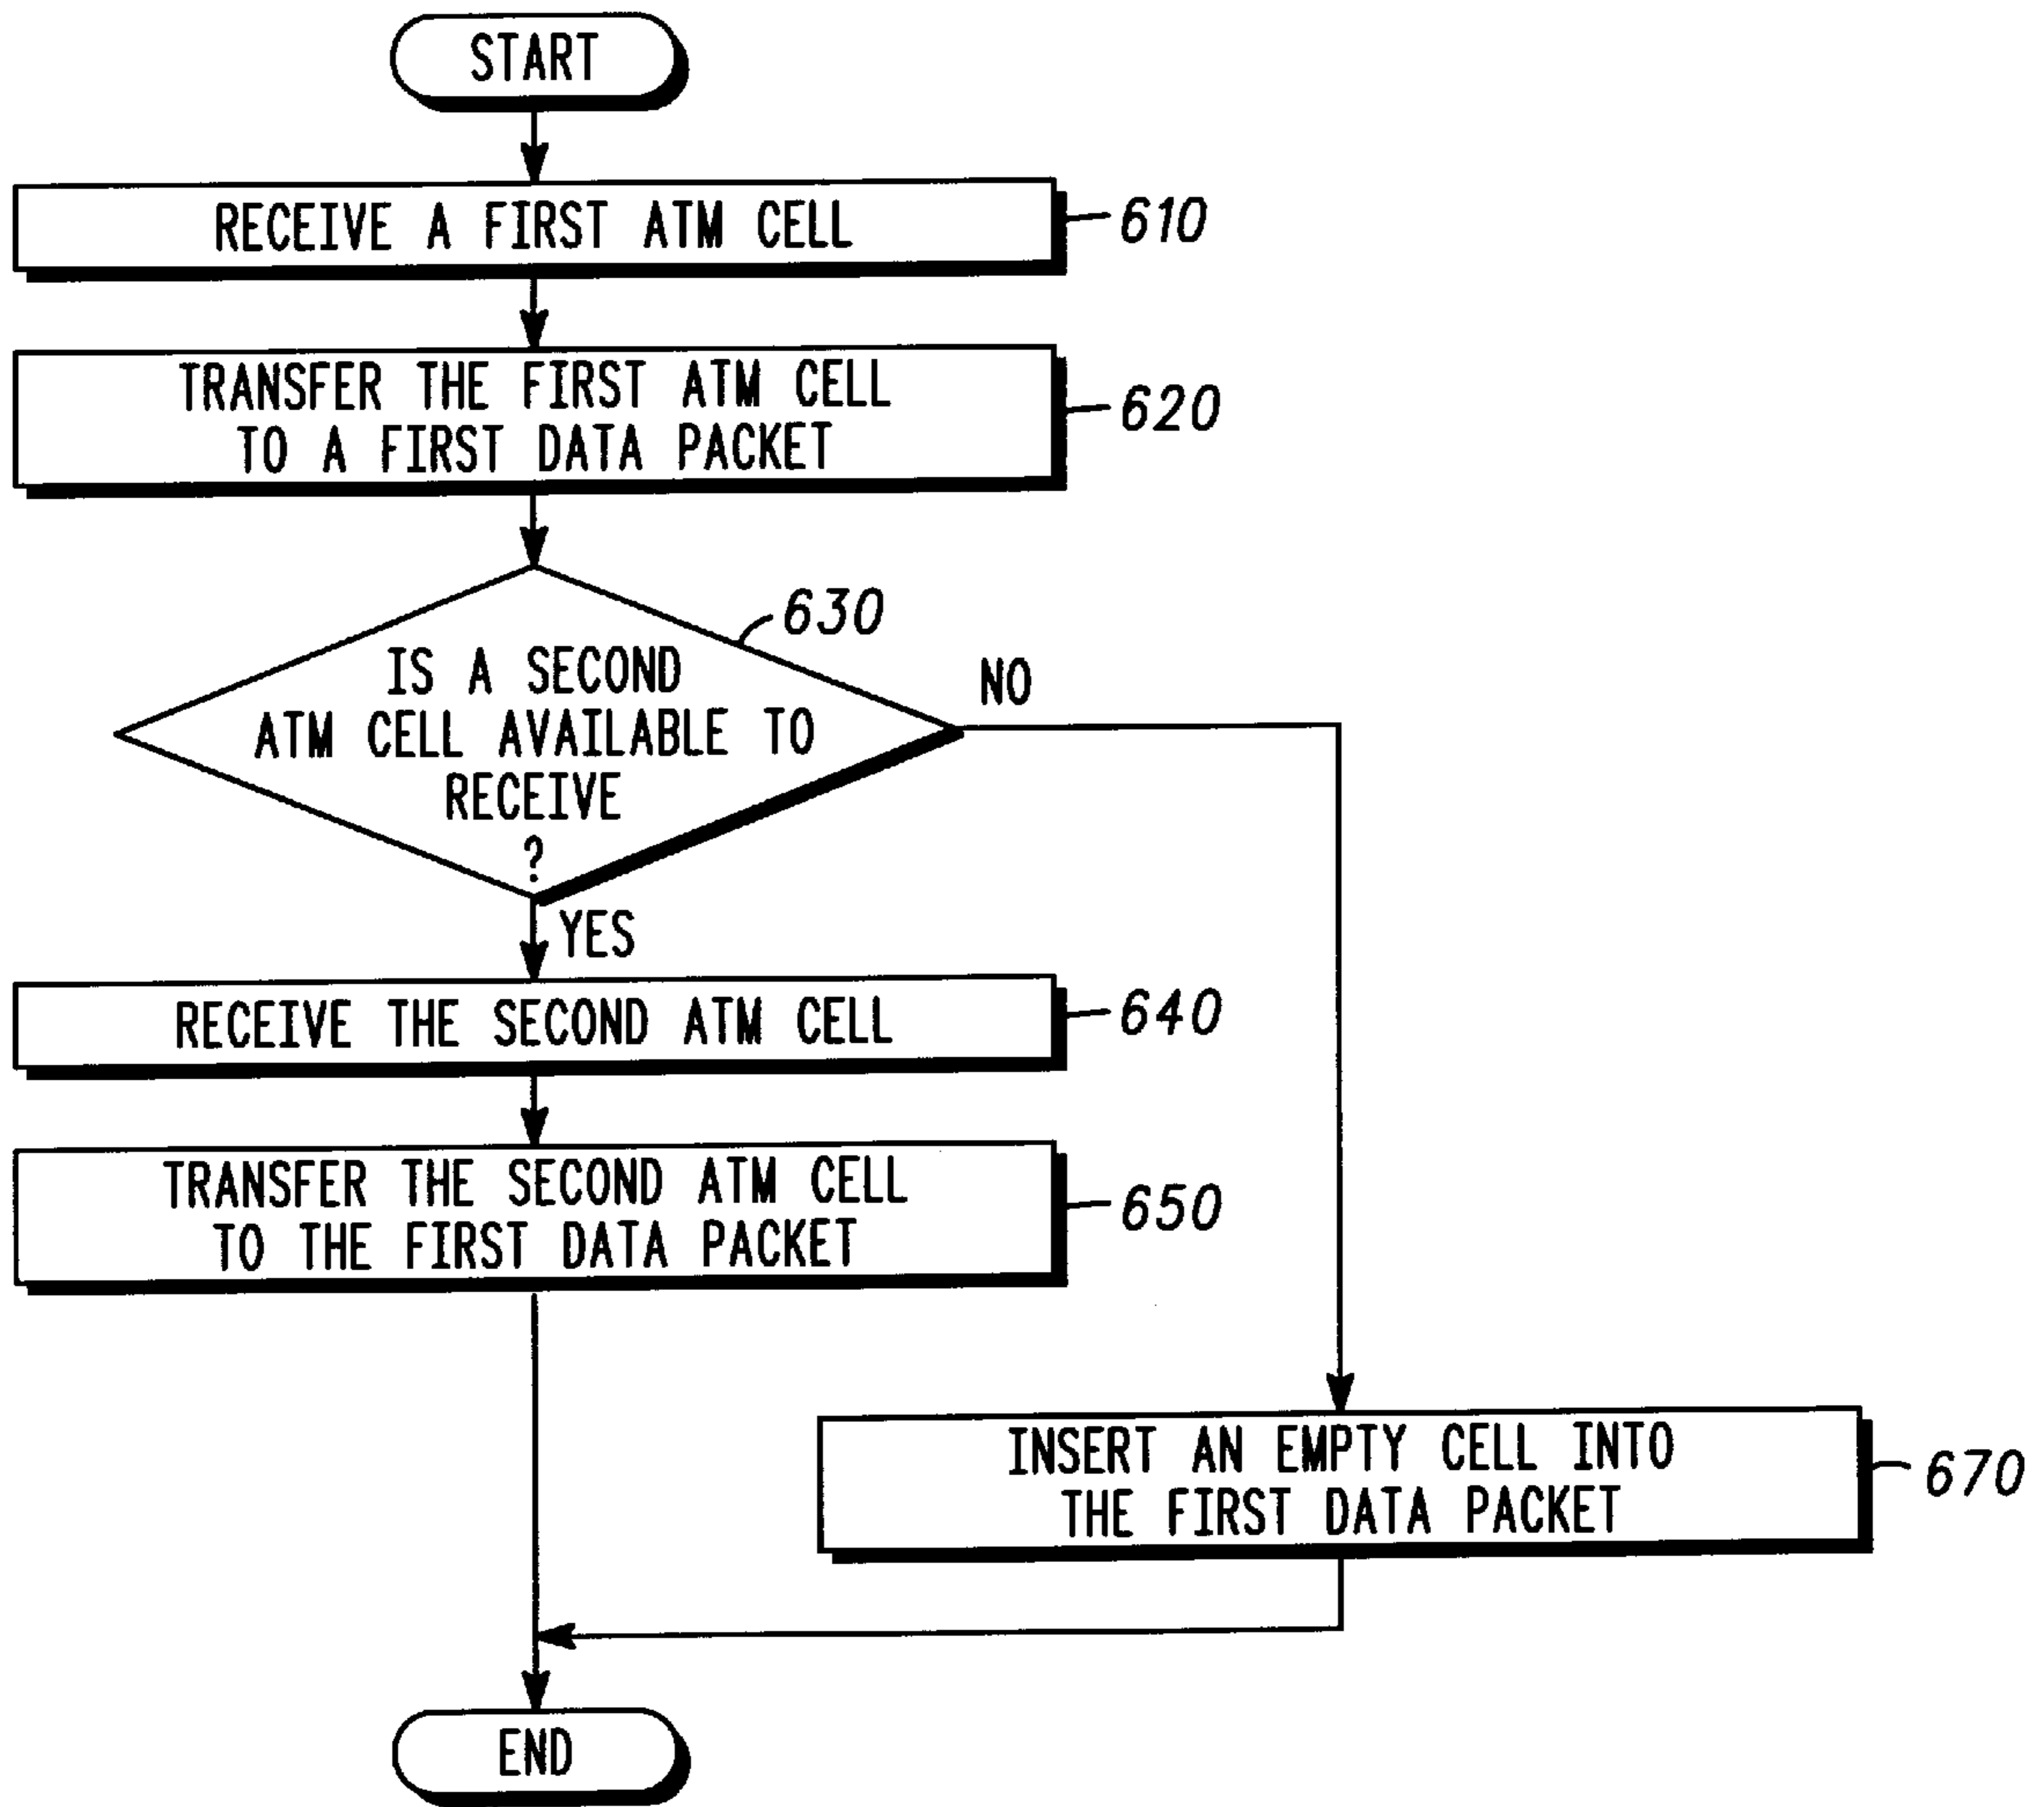 START
RECEIVE A FIRST ATM CELL
610
TRANSFER THE FIRST ATM CELL
TO A FIRST DATA PACKET
620
630
IS A SECOND
ATM CELL AVAILABLE TO
RECEIVE
?
NO
YES
RECEIVE THE SECOND ATM CELL
640
TRANSFER THE SECOND ATM CELL
TO THE FIRST DATA PACKET
650
INSERT AN EMPTY CELL INTO
THE FIRST DATA PACKET
670
END